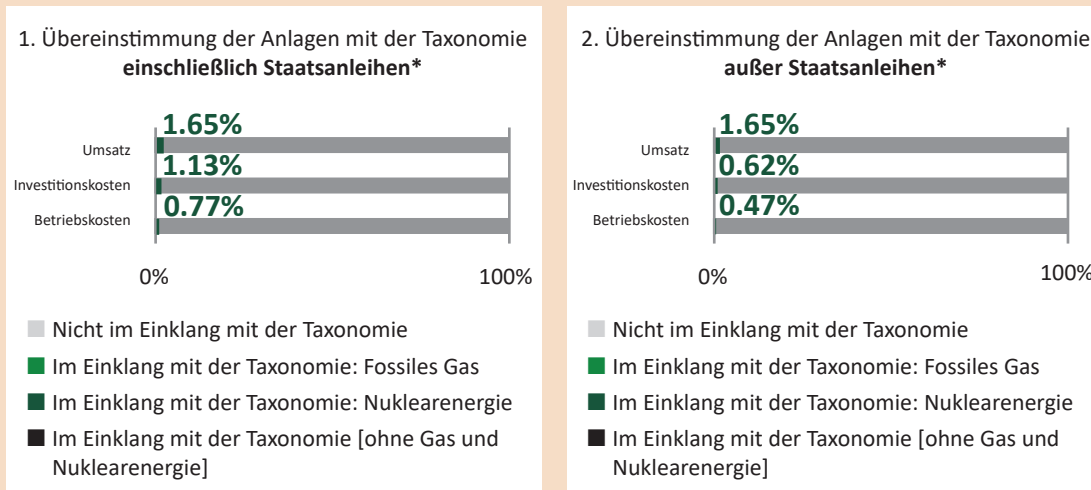 1. Übereinstimmung der Anlagen mit der Taxonomie
einschließlich Staatsanleihen*
1.65%
Umsatz
1.13%
Investitionskosten
0.77%
Betriebskosten
0%
100%
Nicht im Einklang mit der Taxonomie
Im Einklang mit der Taxonomie: Fossiles Gas
Im Einklang mit der Taxonomie: Nuklearenergie
Im Einklang mit der Taxonomie [ohne Gas und
Nuklearenergie]
2. Übereinstimmung der Anlagen mit der Taxonomie
außer Staatsanleihen*
1.65%
Umsatz
0.62%
Investitionskosten
0.47%
Betriebskosten
0%
100%
Nicht im Einklang mit der Taxonomie
Im Einklang mit der Taxonomie: Fossiles Gas
Im Einklang mit der Taxonomie: Nuklearenergie
Im Einklang mit der Taxonomie [ohne Gas und
Nuklearenergie]